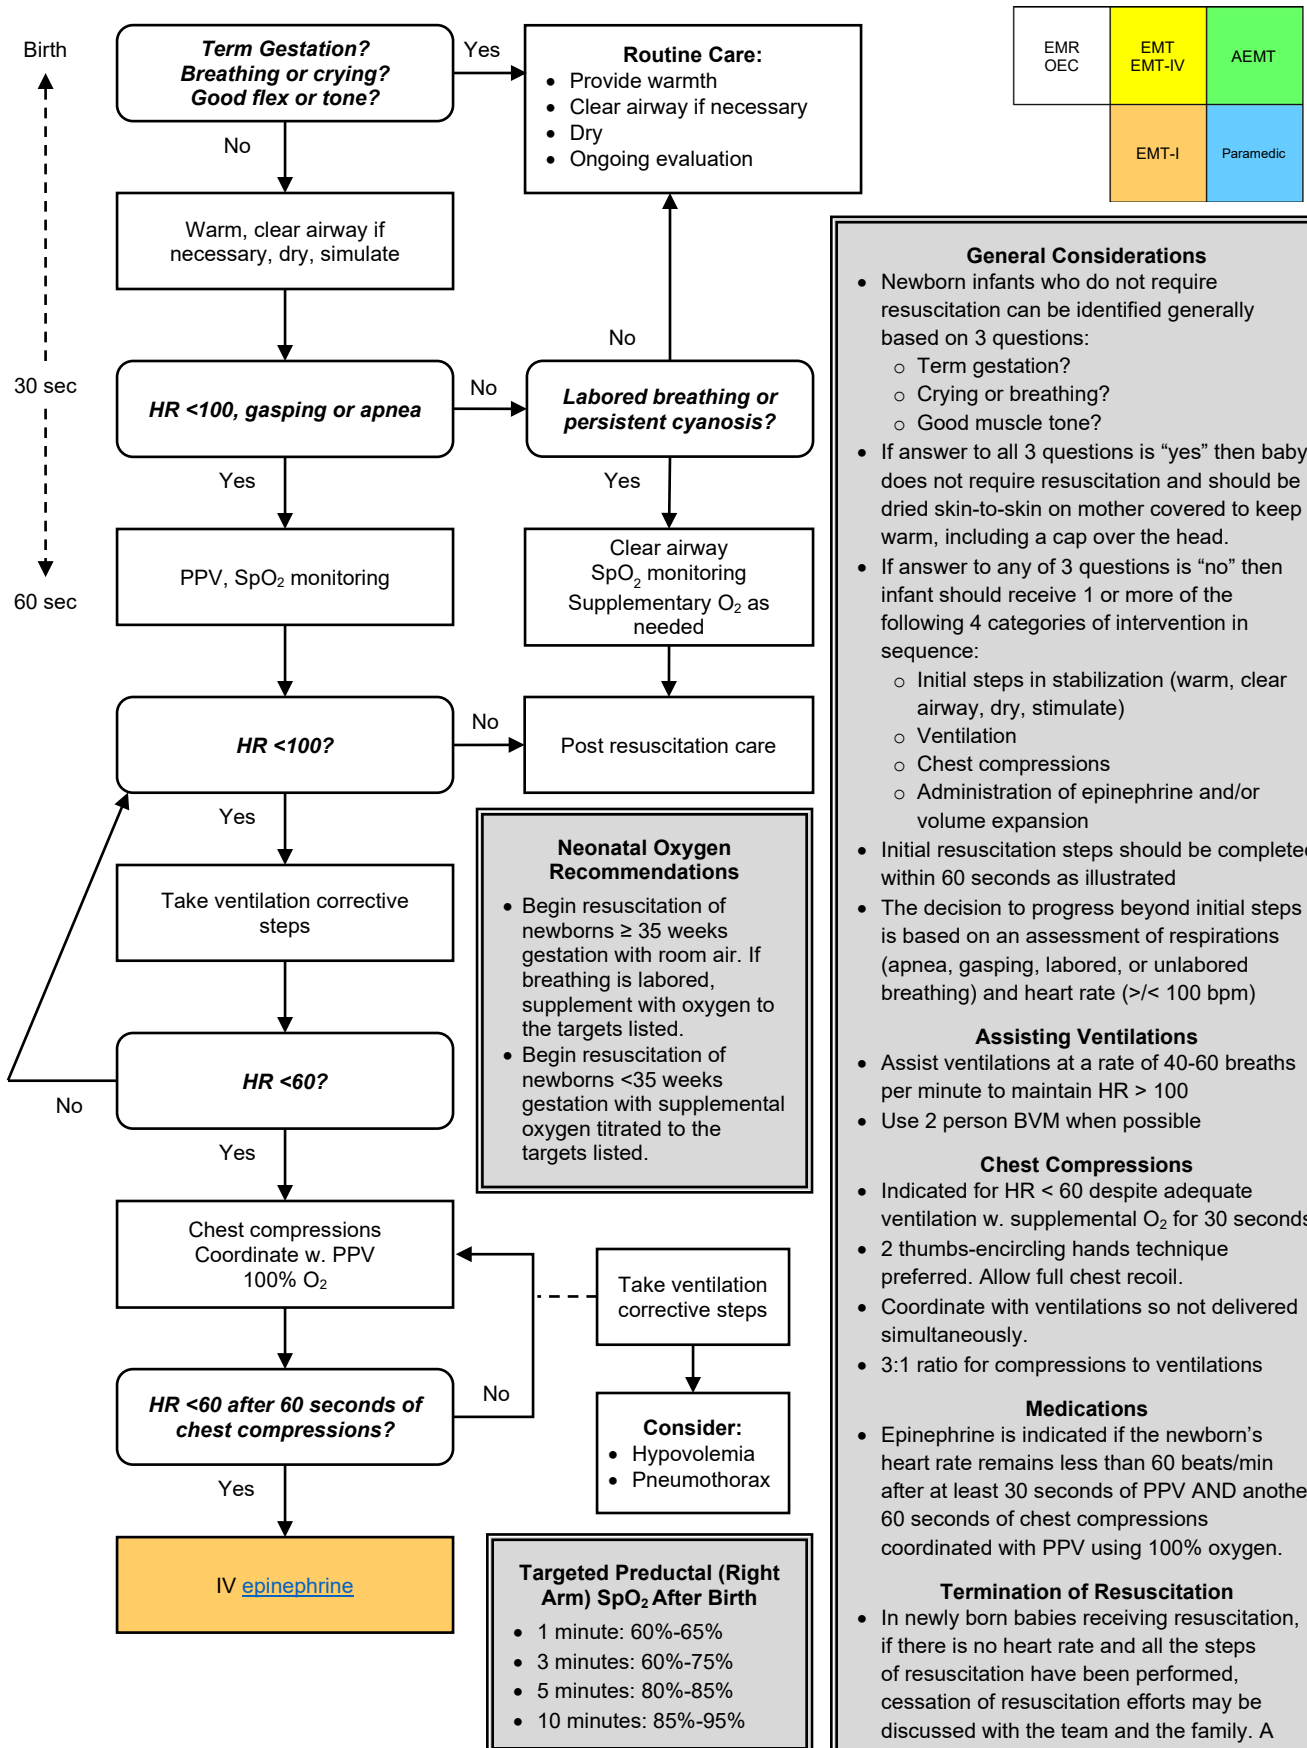 Birth
30 sec
60 sec
Term Gestation?
Breathing or crying?
Good flex or tone?
Yes
No
Routine Care:
• Provide warmth
• Clear airway if necessary
• Dry
• Ongoing evaluation
EMR
OEC
EMT
EMT-IV
AEMT
EMT-I
Paramedic
Warm, clear airway if
necessary, dry, simulate
HR <100, gasping or apnea
No
Yes
Labored breathing or
persistent cyanosis?
No
Yes
PPV, SpO₂ monitoring
Clear airway
SpO₂ monitoring
Supplementary O₂ as
needed
HR <100?
No
Yes
Post resuscitation care
Take ventilation corrective
steps
HR <60?
No
Yes
Neonatal Oxygen
Recommendations
• Begin resuscitation of
newborns ≥ 35 weeks
gestation with room air. If
breathing is labored,
supplement with oxygen to
the targets listed.
• Begin resuscitation of
newborns <35 weeks
gestation with supplemental
oxygen titrated to the
targets listed.
Chest compressions
Coordinate w. PPV
100% O₂
Take ventilation
corrective steps
HR <60 after 60 seconds of
chest compressions?
No
Yes
Consider:
• Hypovolemia
• Pneumothorax
IV epinephrine
Targeted Preductal (Right
Arm) SpO₂ After Birth
• 1 minute: 60%-65%
• 3 minutes: 60%-75%
• 5 minutes: 80%-85%
• 10 minutes: 85%-95%
General Considerations
• Newborn infants who do not require
resuscitation can be identified generally
based on 3 questions:
o Term gestation?
o Crying or breathing?
o Good muscle tone?
• If answer to all 3 questions is “yes” then baby
does not require resuscitation and should be
dried skin-to-skin on mother covered to keep
warm, including a cap over the head.
• If answer to any of 3 questions is “no” then
infant should receive 1 or more of the
following 4 categories of intervention in
sequence:
o Initial steps in stabilization (warm, clear
airway, dry, stimulate)
o Ventilation
o Chest compressions
o Administration of epinephrine and/or
volume expansion
• Initial resuscitation steps should be complete
within 60 seconds as illustrated
• The decision to progress beyond initial steps
is based on an assessment of respirations
(apnea, gasping, labored, or unlabored
breathing) and heart rate (>/< 100 bpm)
Assisting Ventilations
• Assist ventilations at a rate of 40-60 breaths
per minute to maintain HR > 100
• Use 2 person BVM when possible
Chest Compressions
• Indicated for HR < 60 despite adequate
ventilation w. supplemental O₂ for 30 seconds
• 2 thumbs-encircling hands technique
preferred. Allow full chest recoil.
• Coordinate with ventilations so not delivered
simultaneously.
• 3:1 ratio for compressions to ventilations
Medications
• Epinephrine is indicated if the newborn’s
heart rate remains less than 60 beats/min
after at least 30 seconds of PPV AND anothe
60 seconds of chest compressions
coordinated with PPV using 100% oxygen.
Termination of Resuscitation
• In newly born babies receiving resuscitation,
if there is no heart rate and all the steps
of resuscitation have been performed,
cessation of resuscitation efforts may be
discussed with the team and the family. A